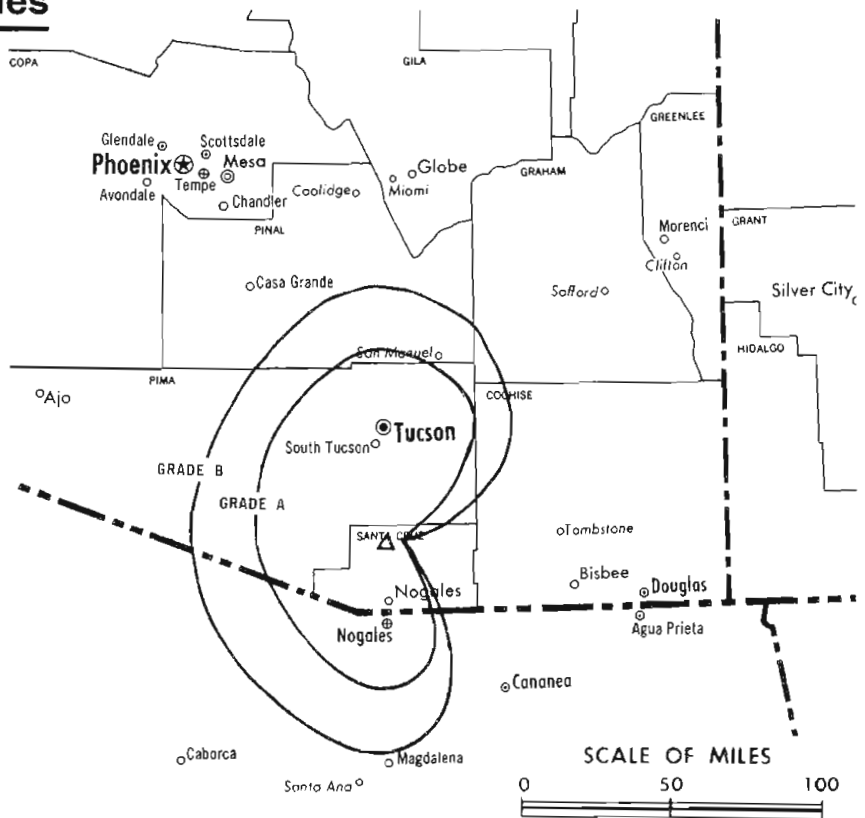 COPA
GILA
GREENLEE
Glendale
Scottsdale
Phoenix
Mesa
Globe
GRAHAM
Tempe
Avondale
Coolidge
Miomi
Chandler
PINAL
Morenci
GRANT
Clifton
Casa Grande
Safford
Silver City
San Manuel
HIDALGO
PIMA
COCHISE
Ajo
Tucson
South Tucson
GRADE B
GRADE A
SANTA CRUZ
Tombstone
Bisbee
Nogales
Douglas
Nogales
Agua Prieta
Cananea
Caborca
Magdalena
SCALE OF MILES
Santa Ana
0 50 100